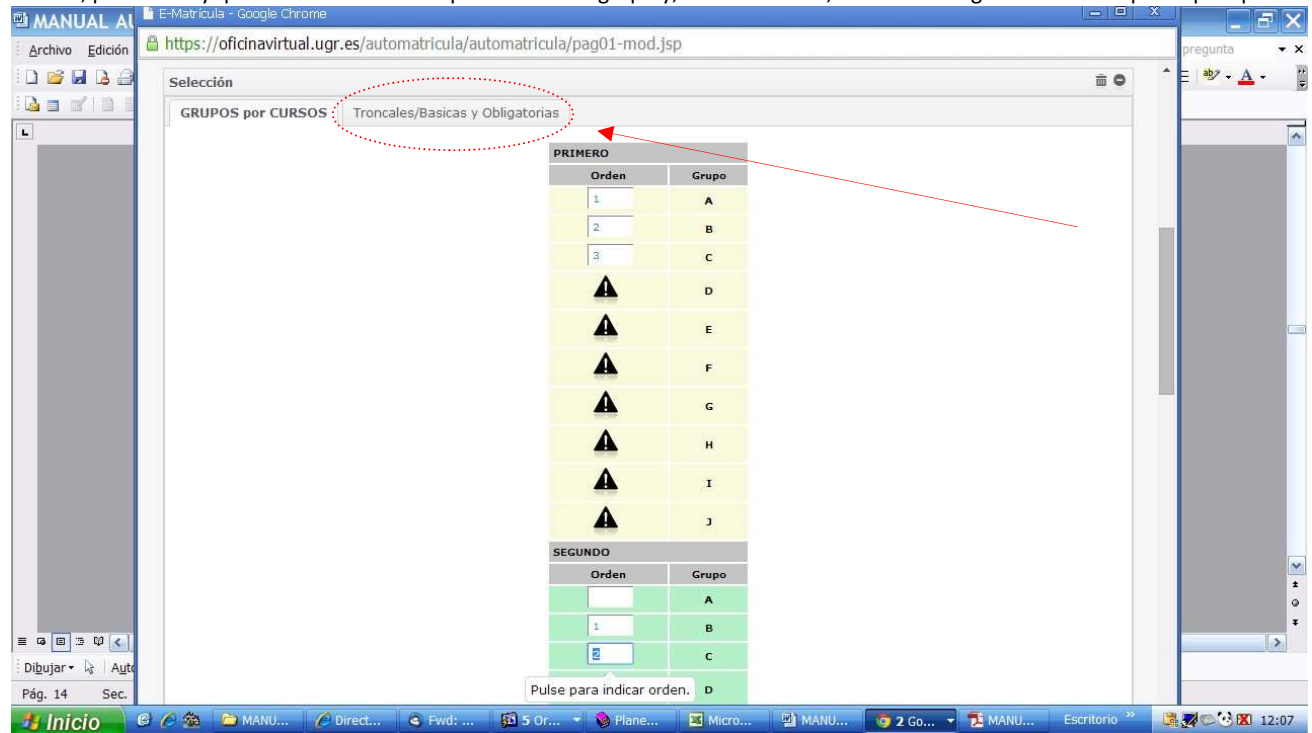 MANUAL AU
E-Matricula - Google Chrome
Archivo Edición
https://oficinavirtual.ugr.es/automatricula/automatricula/pag01-mod.jsp
pregunta
Selección
GRUPOS por CURSOS Troncales/Basicas y Obligatorias
PRIMERO
Orden Grupo
1 A
2 B
3 C
D
E
F
G
H
I
J
SEGUNDO
Orden Grupo
A
1 B
2 C
Pulse para indicar orden. D
Dibujar Auto
Pág. 14 Sec.
Inicio MANU... Direct... Fwd: ... 5 Or... Plane... Micro... MANU... 2 Go... MANU... Escritorio 12:07